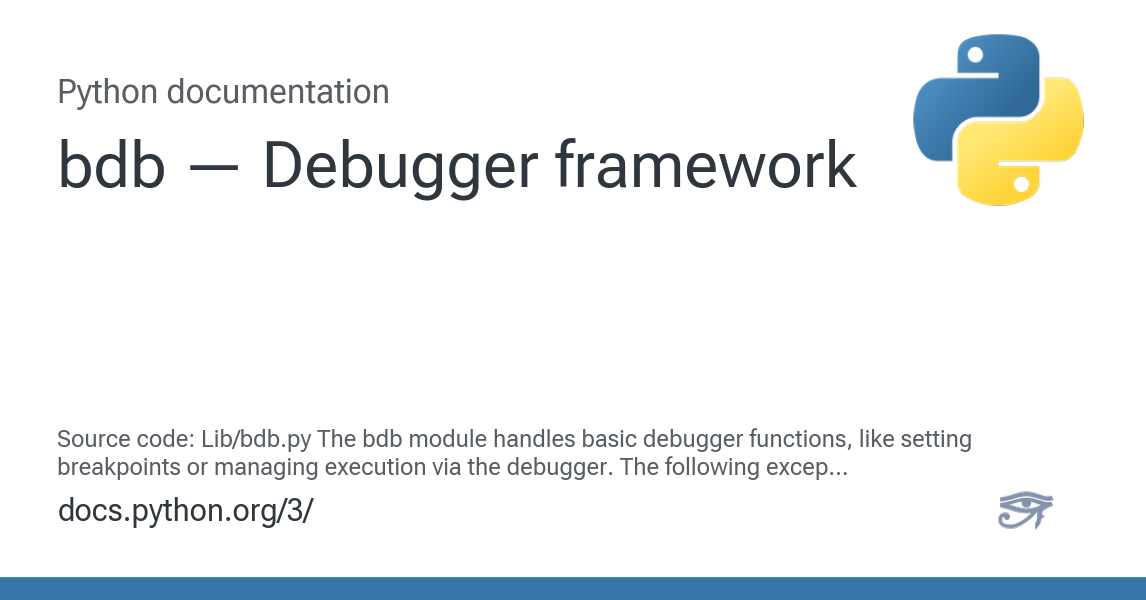 Python documentation
bdb — Debugger framework
Source code: Lib/bdb.py The bdb module handles basic debugger functions, like setting
breakpoints or managing execution via the debugger. The following excep...
docs.python.org/3/